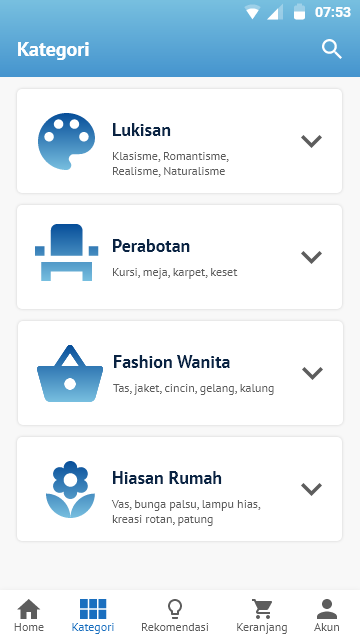 07:53
Kategori
Lukisan
Klasisme, Romantisme,
Realisme, Naturalisme
Perabotan
Kursi, meja, karpet, keset
Fashion Wanita
Tas, jaket, cincin, gelang, kalung
Hiasan Rumah
Vas, bunga palsu, lampu hias,
kreasi rotan, patung
Home Kategori Rekomendasi Keranjang Akun